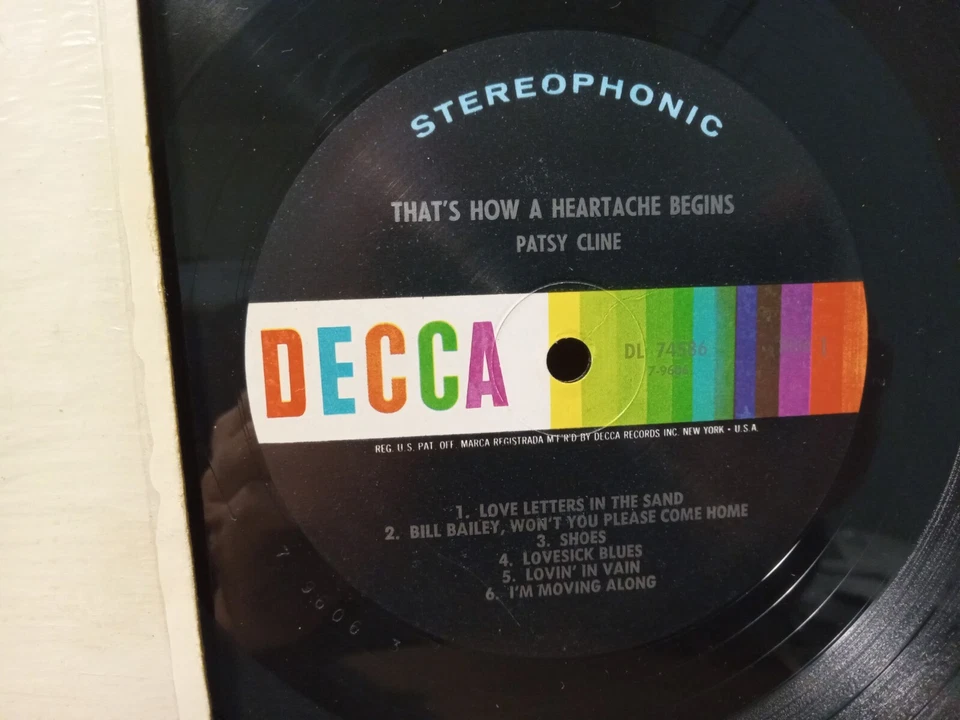 STEREOPHONIC
THAT'S HOW A HEARTACHE BEGINS
PATSY CLINE
DECCA
DL 74586
REG. U.S. PAT. OFF. MARCA REGISTRADA M'F'R'D BY DECCA RECORDS INC. NEW YORK • U.S.A.
1. LOVE LETTERS IN THE SAND
2. BILL BAILEY, WON'T YOU PLEASE COME HOME
3. SHOES
4. LOVESICK BLUES
5. LOVIN' IN VAIN
6. I'M MOVING ALONG